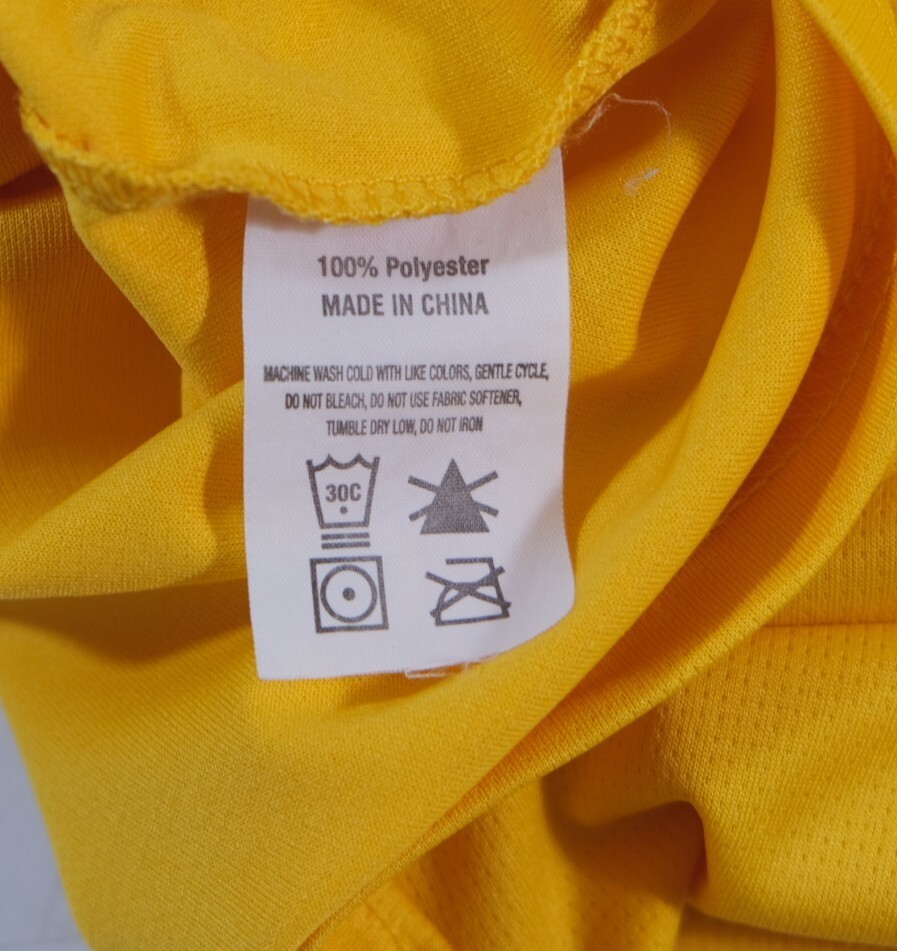 100% Polyester
MADE IN CHINA
MACHINE WASH COLD WITH LIKE COLORS, GENTLE CYCLE,
DO NOT BLEACH, DO NOT USE FABRIC SOFTENER,
TUMBLE DRY LOW, DO NOT IRON
30C